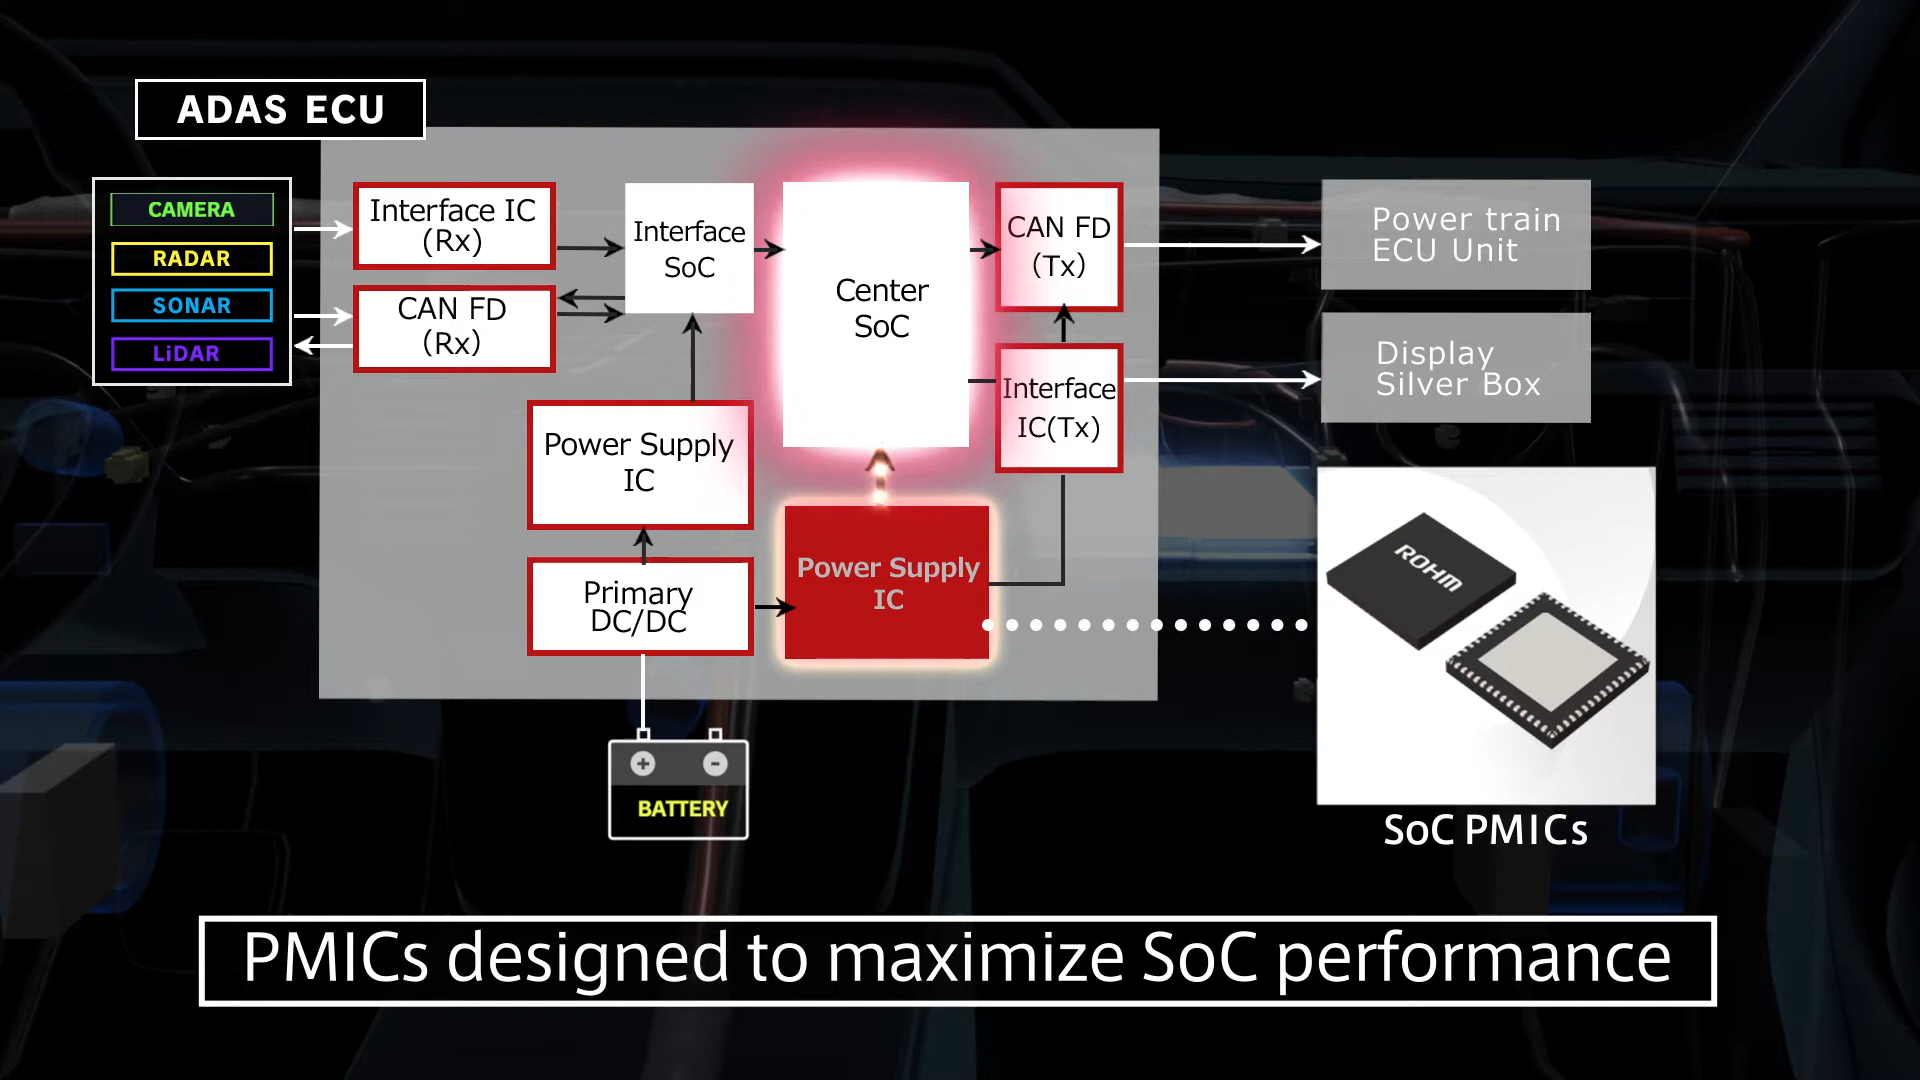 ADAS ECU
CAMERA
RADAR
SONAR
LiDAR
Interface IC
(Rx)
CAN FD
(Rx)
Interface
SoC
Center
SoC
CAN FD
(Tx)
Interface
IC(Tx)
Power Supply
IC
Primary
DC/DC
Power Supply
IC
BATTERY
Power train
ECU Unit
Display
Silver Box
ROHM
SoC PMICs
PMICs designed to maximize SoC performance